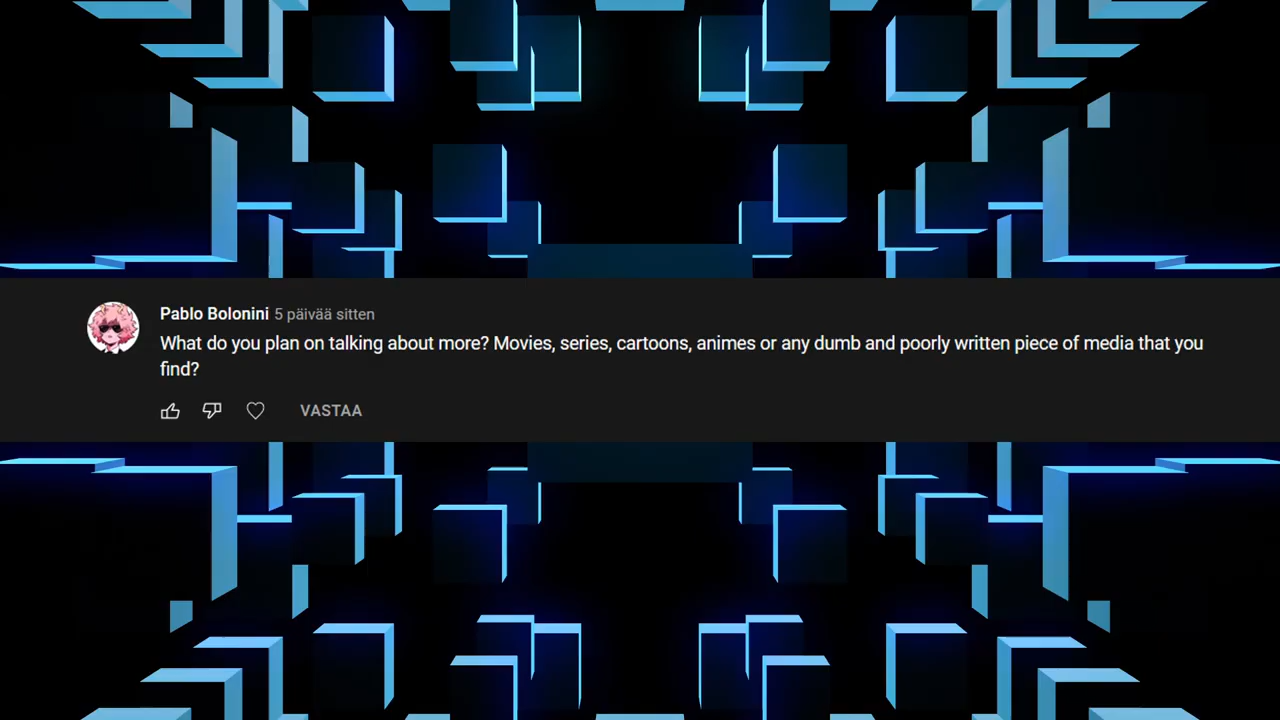 Pablo Bolonini 5 päivää sitten
What do you plan on talking about more? Movies, series, cartoons, animes or any dumb and poorly written piece of media that you
find?
VASTAA